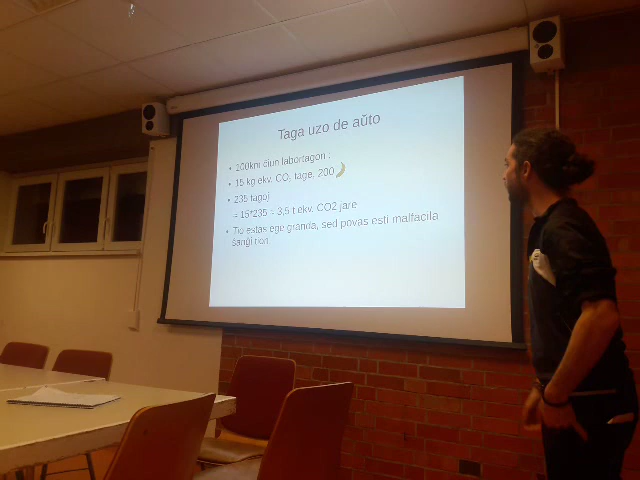 Taga uzo de aŭto
• 100km ĉiun labortagon :
• 15 kg ekv. CO₂ tage, 200
• 235 tagoj
= 15*235 = 3,5 t ekv. CO2 jare
• Tio estas ege granda, sed povas esti malfacila
ŝanĝi tion